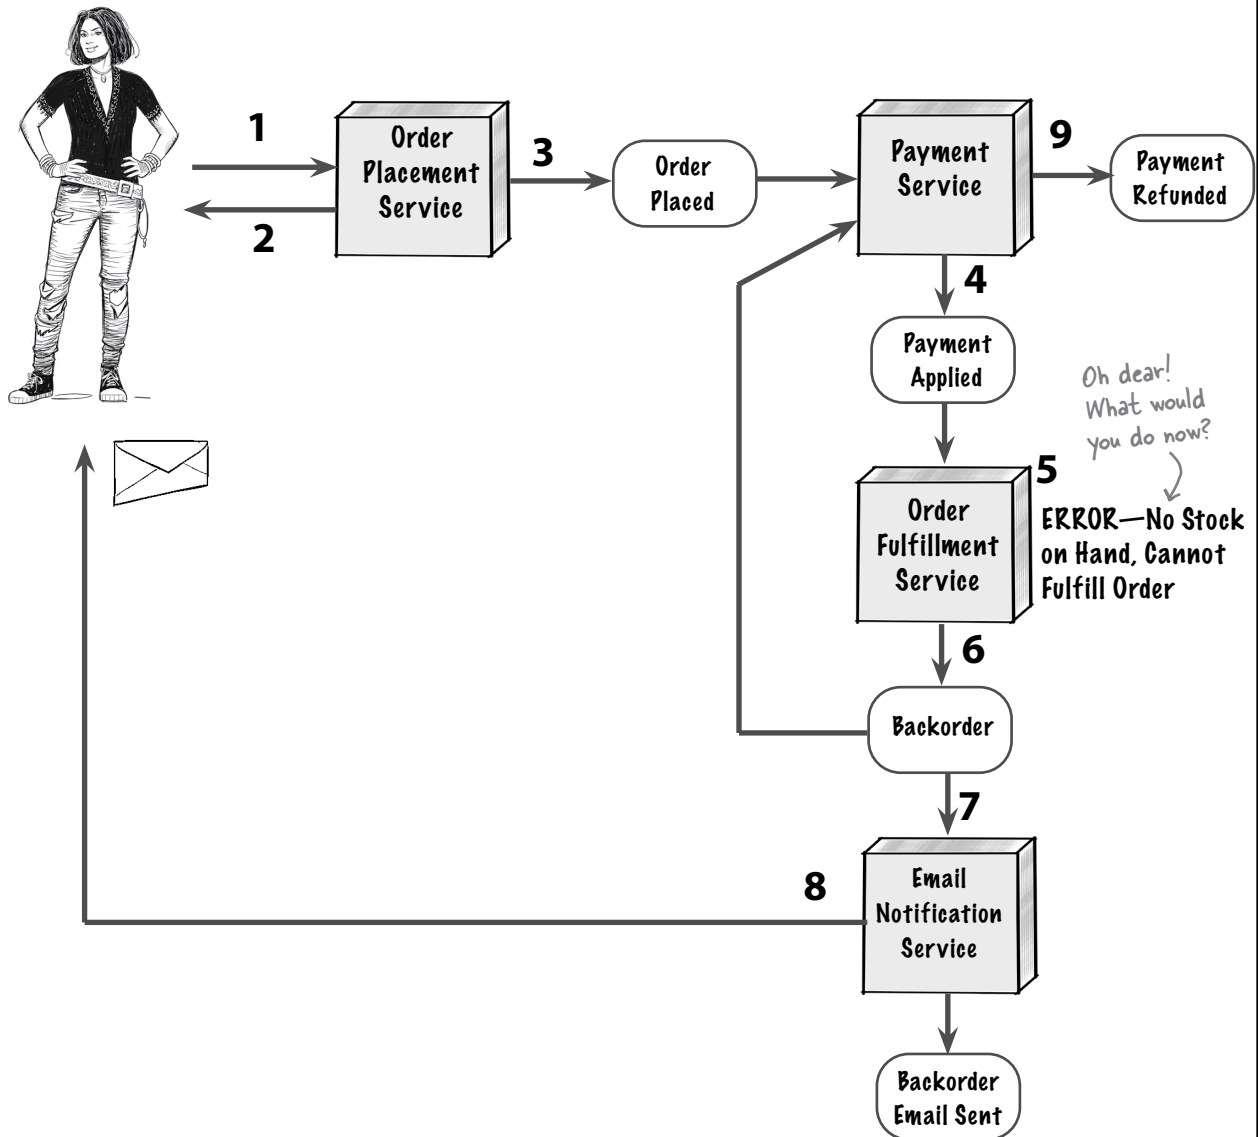 1
Order
Placement
Service
2
3
Order
Placed
Payment
Service
9
Payment
Refunded
4
Payment
Applied
Oh dear!
What would
you do now?
5
Order
Fulfillment
Service
ERROR—No Stock
on Hand, Cannot
Fulfill Order
6
Backorder
7
8
Email
Notification
Service
Backorder
Email Sent